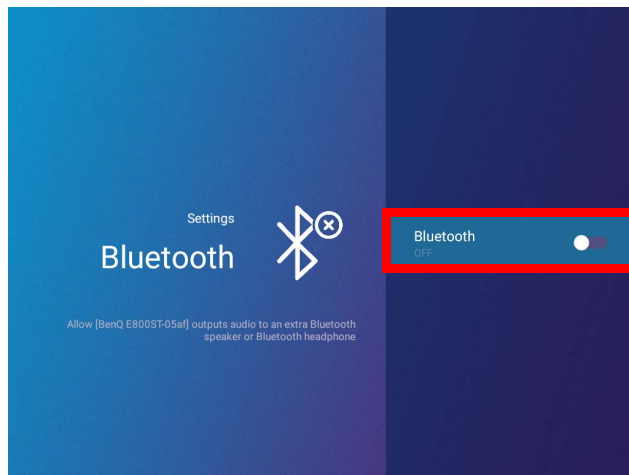 Settings
Bluetooth
Allow [BenQ E800ST-05af] outputs audio to an extra Bluetooth
speaker or Bluetooth headphone
Bluetooth
OFF